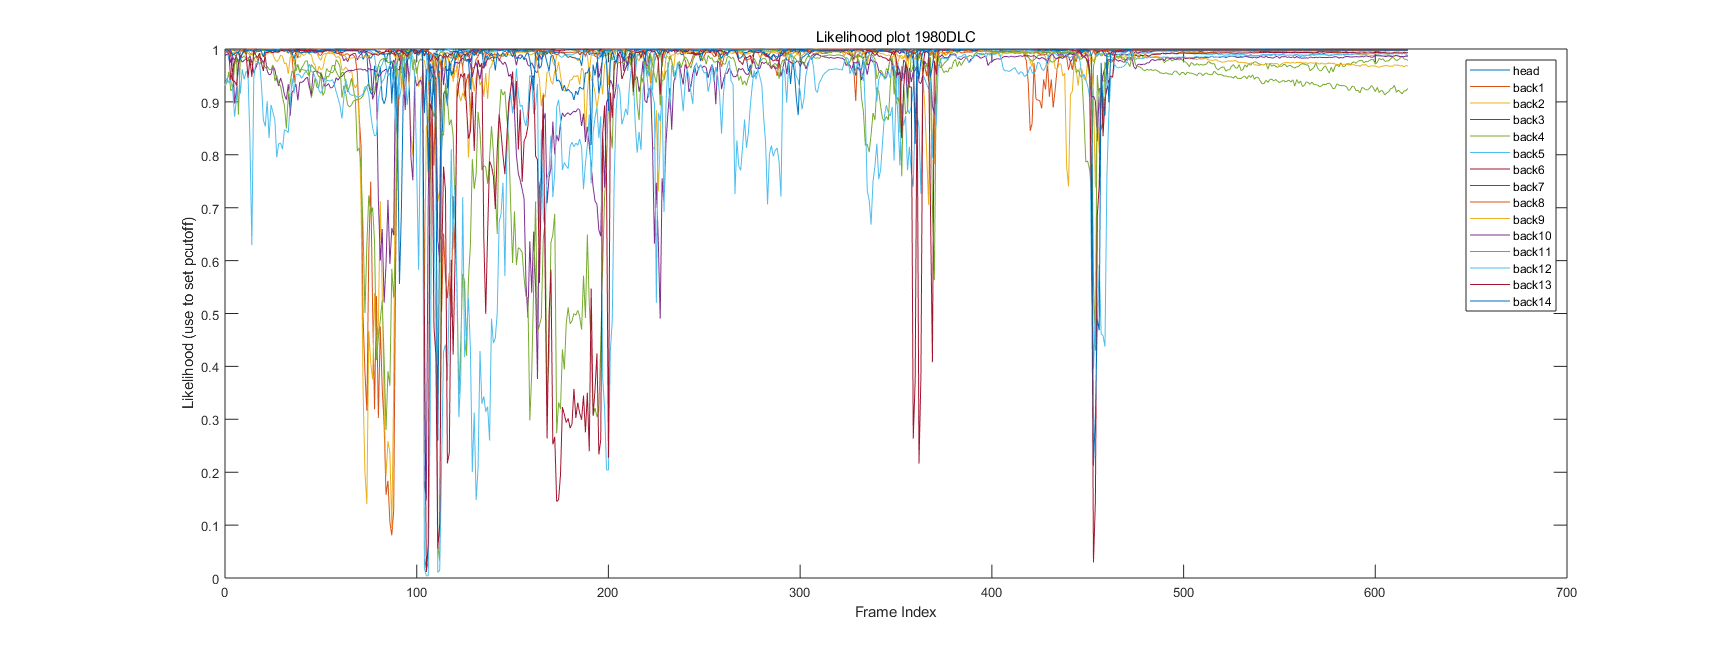 Likelihood plot 1980DLC
Likelihood (use to set pcutoff)
1
0.9
0.8
0.7
0.6
0.5
0.4
0.3
0.2
0.1
0
0 100 200 300 400 500 600 700
Frame Index
head
back1
back2
back3
back4
back5
back6
back7
back8
back9
back10
back11
back12
back13
back14